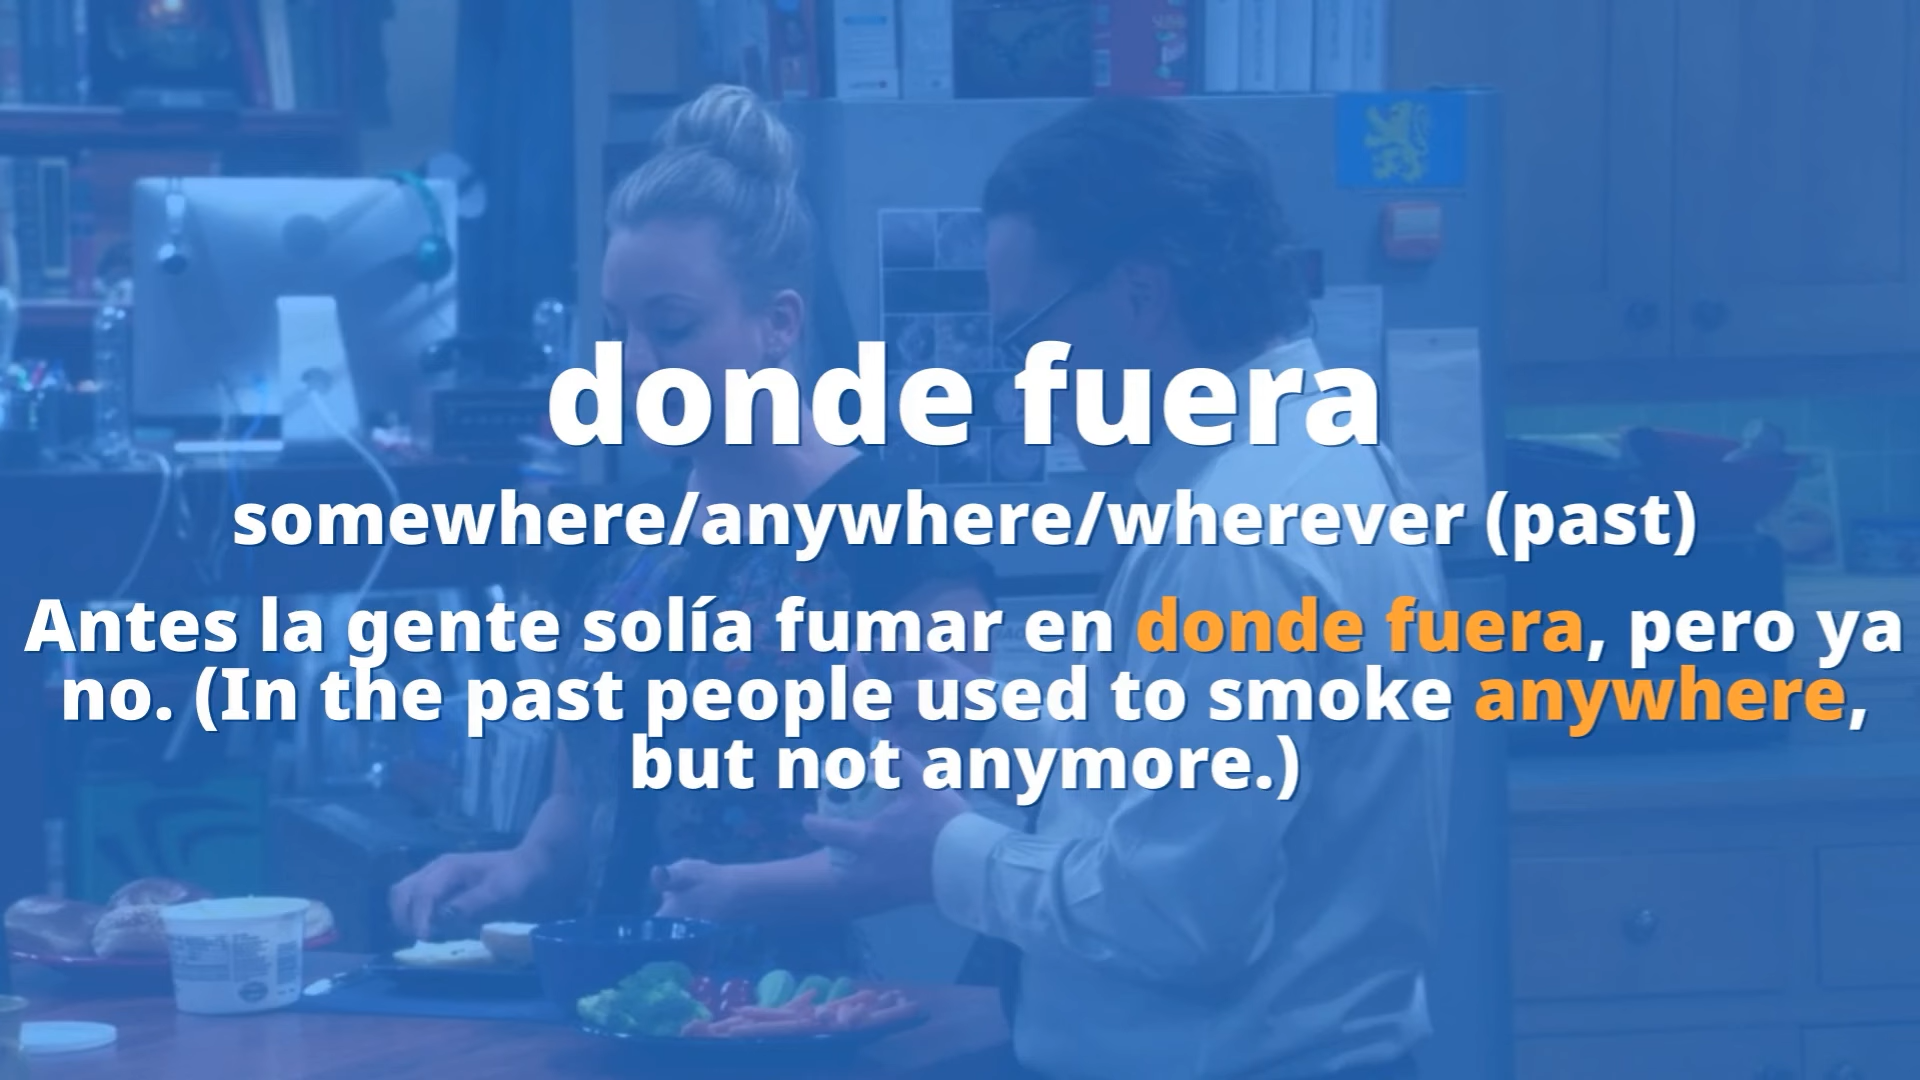 donde fuera
somewhere/anywhere/wherever (past)
Antes la gente solía fumar en donde fuera, pero ya
no. (In the past people used to smoke anywhere,
but not anymore.)